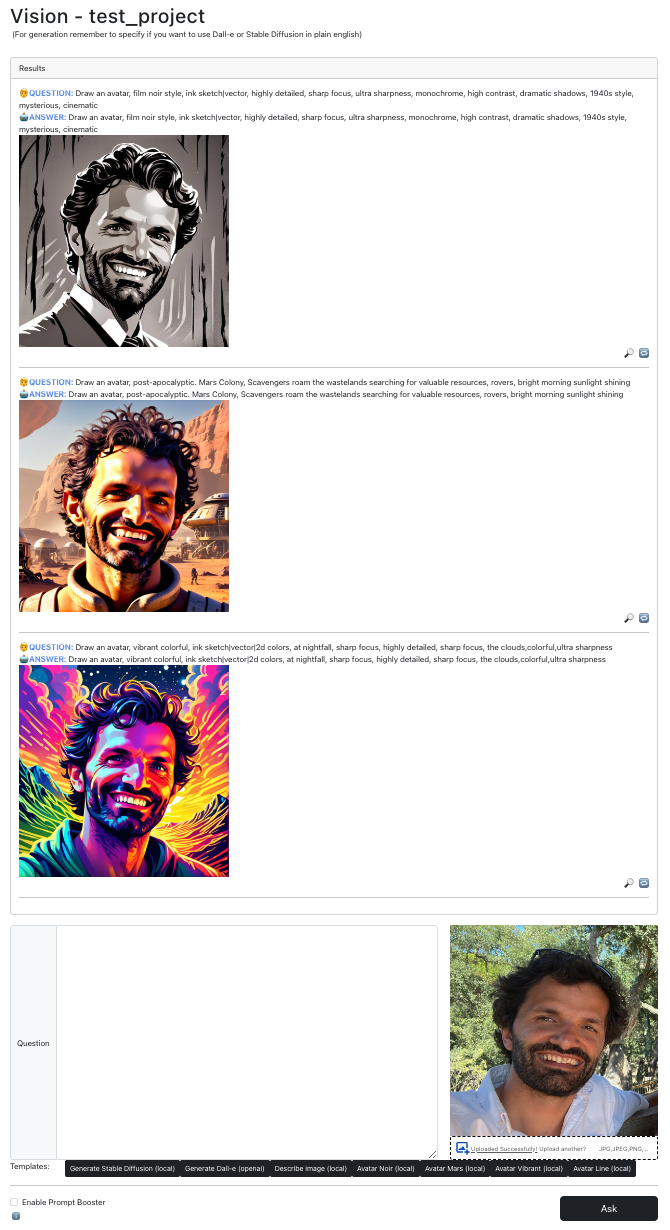 Vision - test_project
(For generation remember to specify if you want to use Dall-e or Stable Diffusion in plain english)
Results
QUESTION: Draw an avatar, film noir style, ink sketch|vector, highly detailed, sharp focus, ultra sharpness, monochrome, high contrast, dramatic shadows, 1940s style,
mysterious, cinematic
ANSWER: Draw an avatar, film noir style, ink sketch|vector, highly detailed, sharp focus, ultra sharpness, monochrome, high contrast, dramatic shadows, 1940s style,
mysterious, cinematic
QUESTION: Draw an avatar, post-apocalyptic. Mars Colony, Scavengers roam the wastelands searching for valuable resources, rovers, bright morning sunlight shining
ANSWER: Draw an avatar, post-apocalyptic. Mars Colony, Scavengers roam the wastelands searching for valuable resources, rovers, bright morning sunlight shining
QUESTION: Draw an avatar, vibrant colorful, ink sketch|vector|2d colors, at nightfall, sharp focus, highly detailed, sharp focus, the clouds,colorful,ultra sharpness
ANSWER: Draw an avatar, vibrant colorful, ink sketch|vector|2d colors, at nightfall, sharp focus, highly detailed, sharp focus, the clouds,colorful,ultra sharpness
Question
Uploaded Successfully! Upload another? .JPG,.JPEG,.PNG,...
Templates: Generate Stable Diffusion (local) Generate Dall-e (openai) Describe image (local) Avatar Noir (local) Avatar Mars (local) Avatar Vibrant (local) Avatar Line (local)
Enable Prompt Booster
Ask